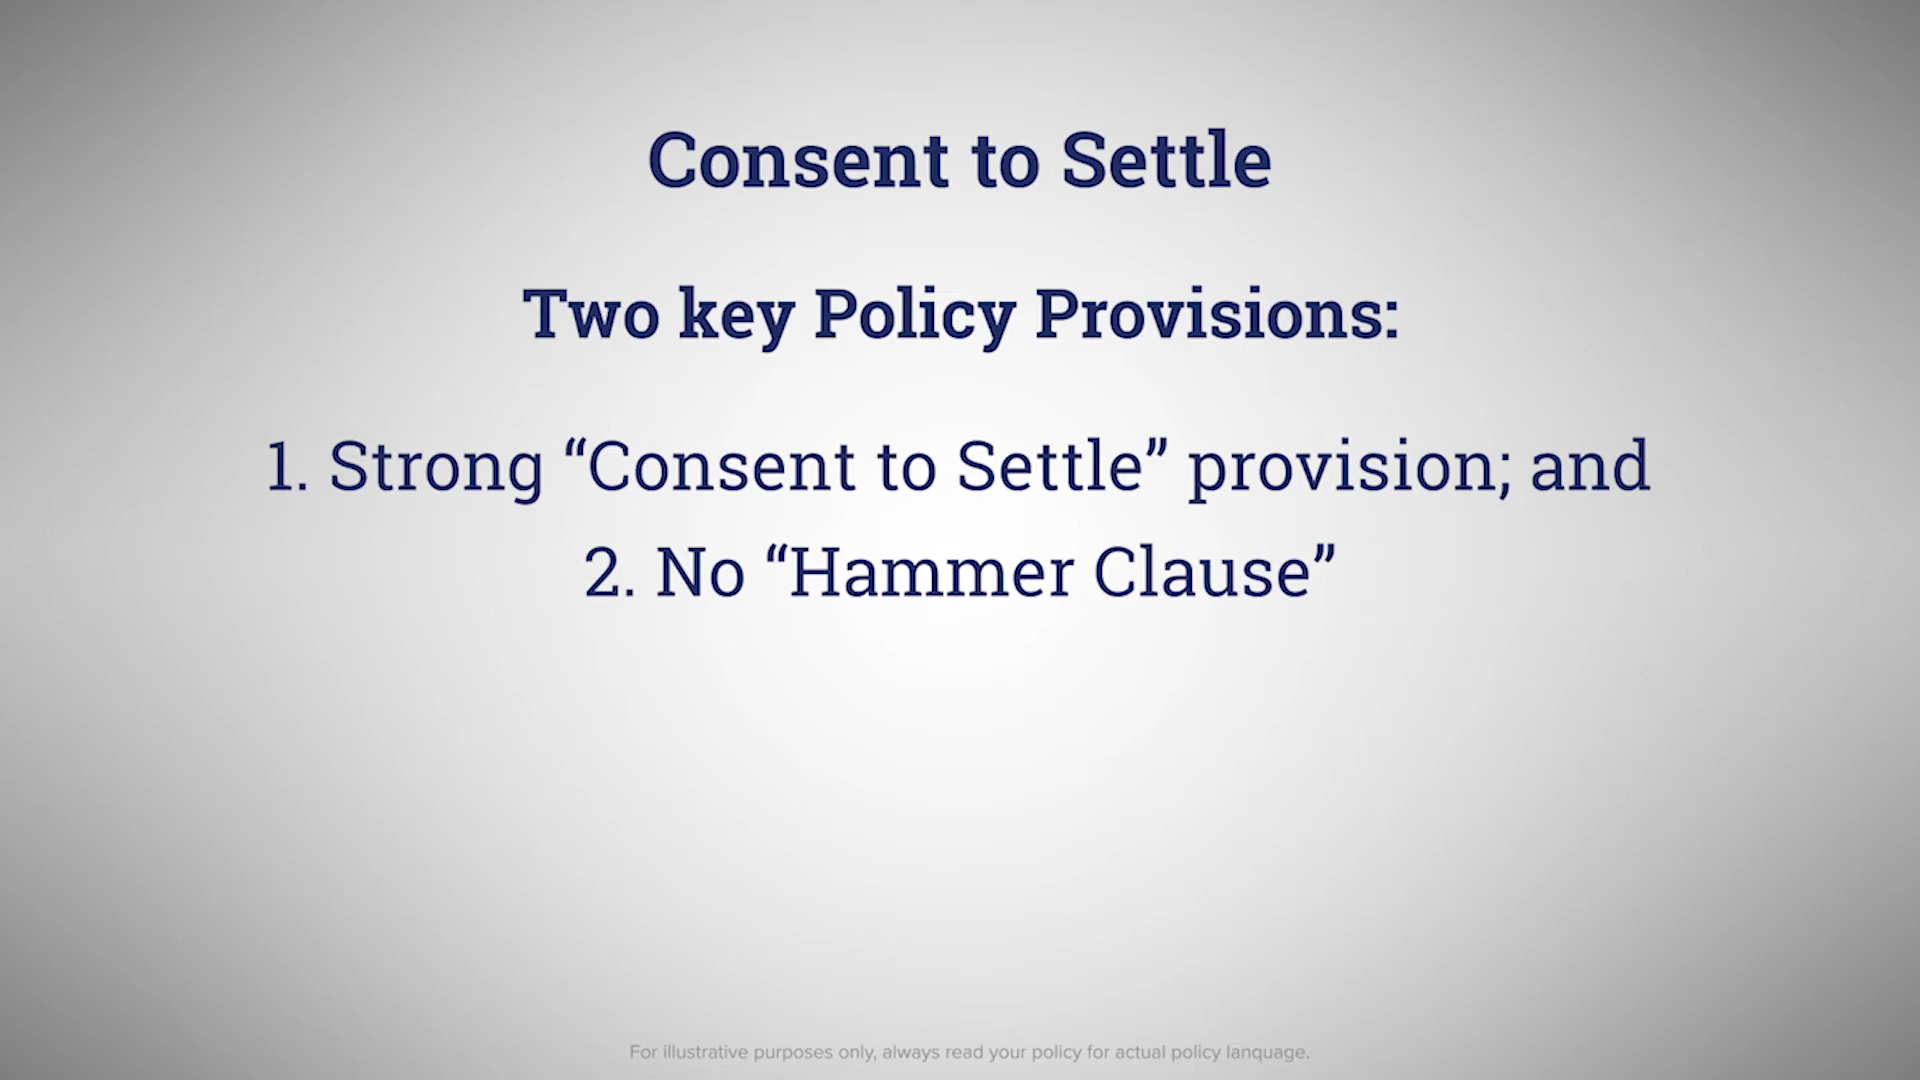 Consent to Settle
Two key Policy Provisions:
1. Strong “Consent to Settle” provision; and
2. No “Hammer Clause”
For illustrative purposes only, always read your policy for actual policy lanquage.